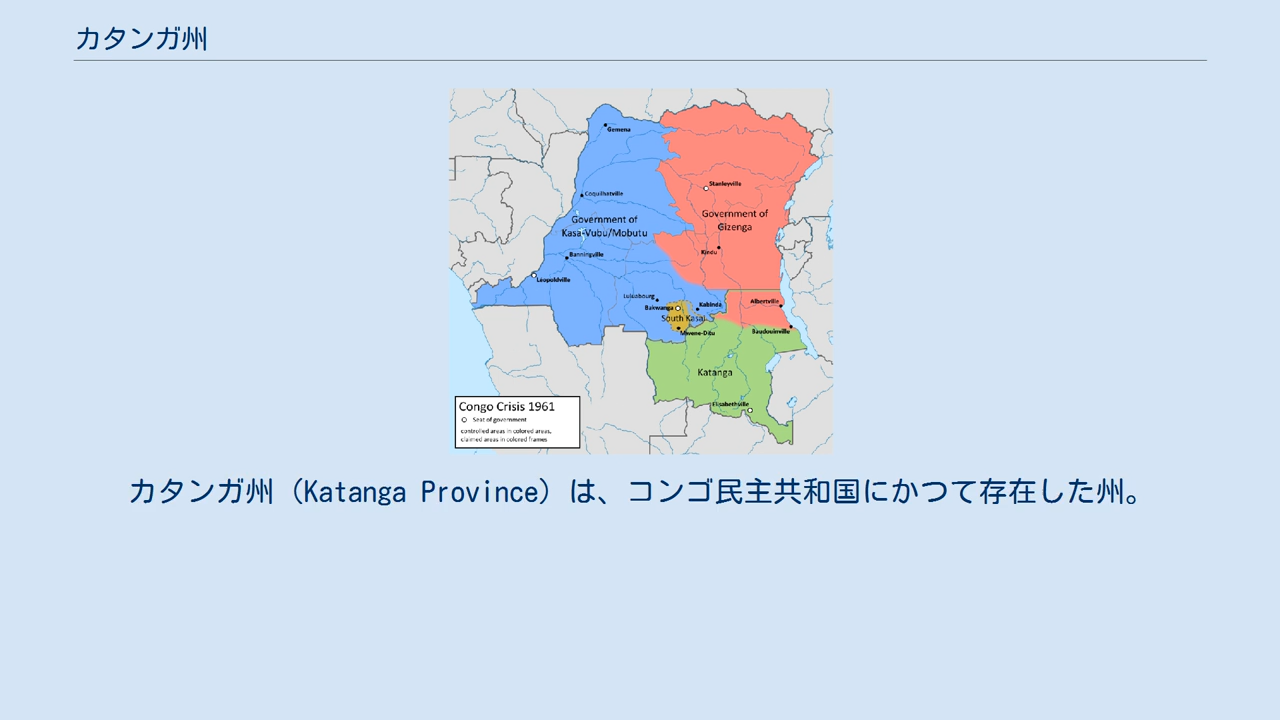 カタンガ州
Gemena
Stanleyville
Coquilhatville
Government of
Kasa-Vubu/Mobutu
Government of
Gizenga
Kindu
Banningville
Léopoldville
Luluabourg
Bakwanga
Kabinda
Albertville
South Kasai
Mwene-Ditu
Baudouinville
Katanga
Elisabethville
Congo Crisis 1961
Seat of government
controlled areas in colored areas,
claimed areas in colored frames
カタンガ州（Katanga Province）は、コンゴ民主共和国にかつて存在した州。